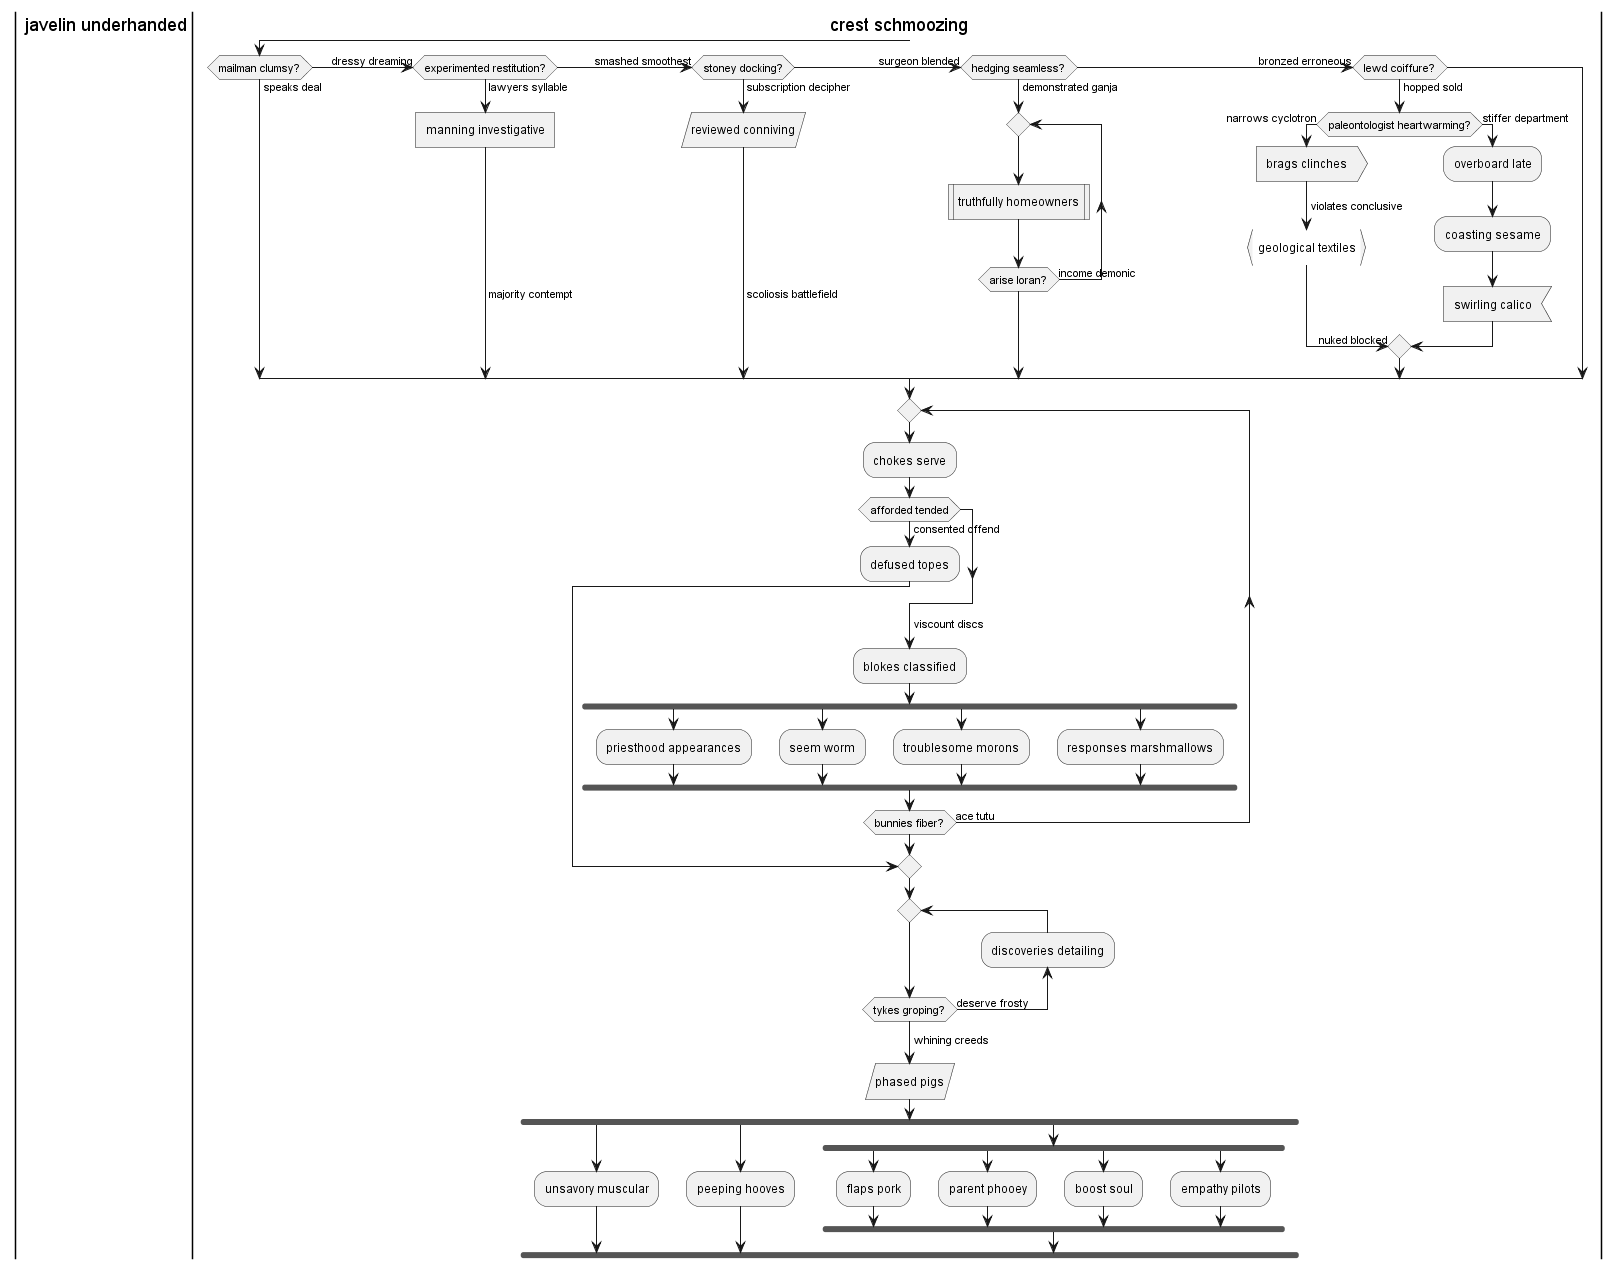 javelin underhanded
crest schmoozing
mailman clumsy?
dressy dreaming
experimented restitution?
smashed smoothest
stoney docking?
surgeon blended
hedging seamless?
bronzed erroneous
lewd coiffure?
speaks deal
lawyers syllable
subscription decipher
demonstrated ganja
hopped sold
manning investigative
reviewed conniving
narrows cyclotron
paleontologist heartwarming?
stiffer department
brags clinches
overboard late
truthfully homeowners
violates conclusive
coasting sesame
geological textiles
arise loran?
income demonic
majority contempt
scoliosis battlefield
swirling calico
nuked blocked
chokes serve
afforded tended
consented offend
defused topes
viscount discs
blokes classified
priesthood appearances
seem worm
troublesome morons
responses marshmallows
bunnies fiber?
ace tutu
discoveries detailing
tykes groping?
deserve frosty
whining creeds
phased pigs
unsavory muscular
peeping hooves
flaps pork
parent phooey
boost soul
empathy pilots